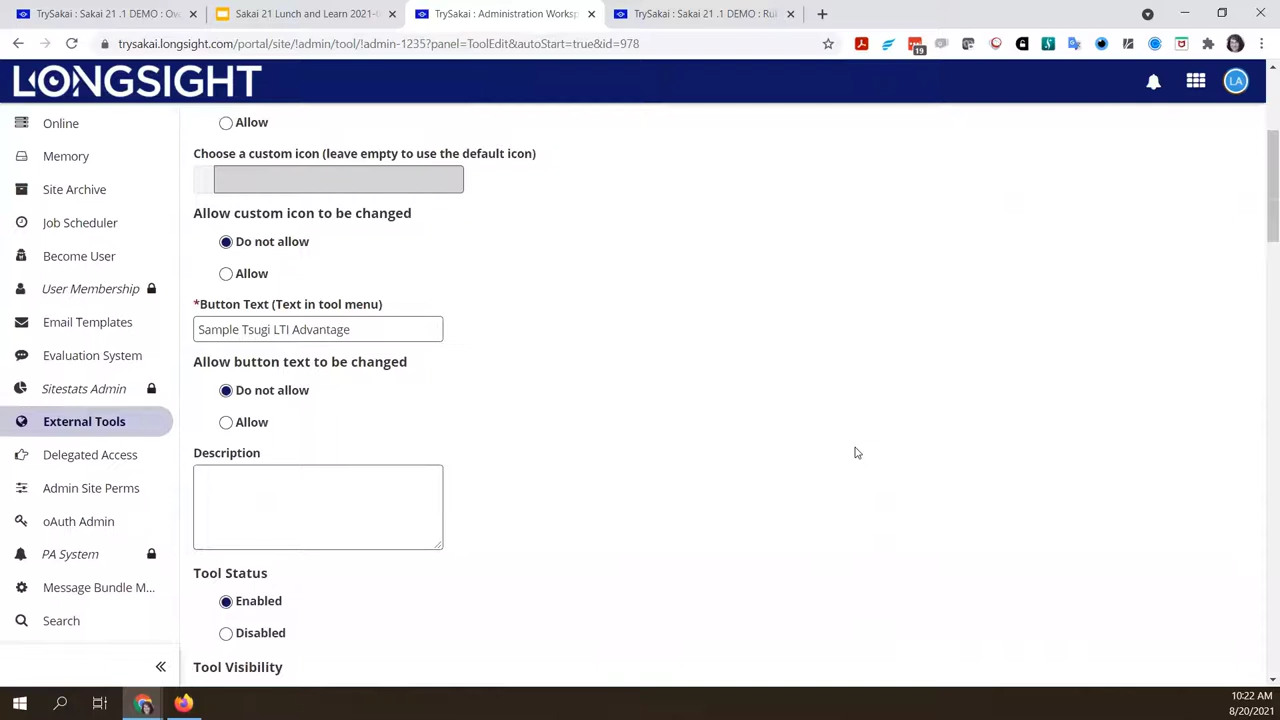 TrySakai : Sakai 21 .1 DEMO : Ove
Sakai 21 Lunch and Learn 2021-
TrySakai : Administration Worksp
TrySakai : Sakai 21 .1 DEMO : Ru
trysakai.longsight.com/portal/site/!admin/tool/!admin-1235?panel=ToolEdit&autoStart=true&id=978
19
LONGSIGHT
LA
Online
Memory
Site Archive
Job Scheduler
Become User
User Membership
Email Templates
Evaluation System
Sitestats Admin
External Tools
Delegated Access
Admin Site Perms
oAuth Admin
PA System
Message Bundle M...
Search
Allow
Choose a custom icon (leave empty to use the default icon)
Allow custom icon to be changed
Do not allow
Allow
*Button Text (Text in tool menu)
Sample Tsugi LTI Advantage
Allow button text to be changed
Do not allow
Allow
Description
Tool Status
Enabled
Disabled
Tool Visibility
10:22 AM
8/20/2021